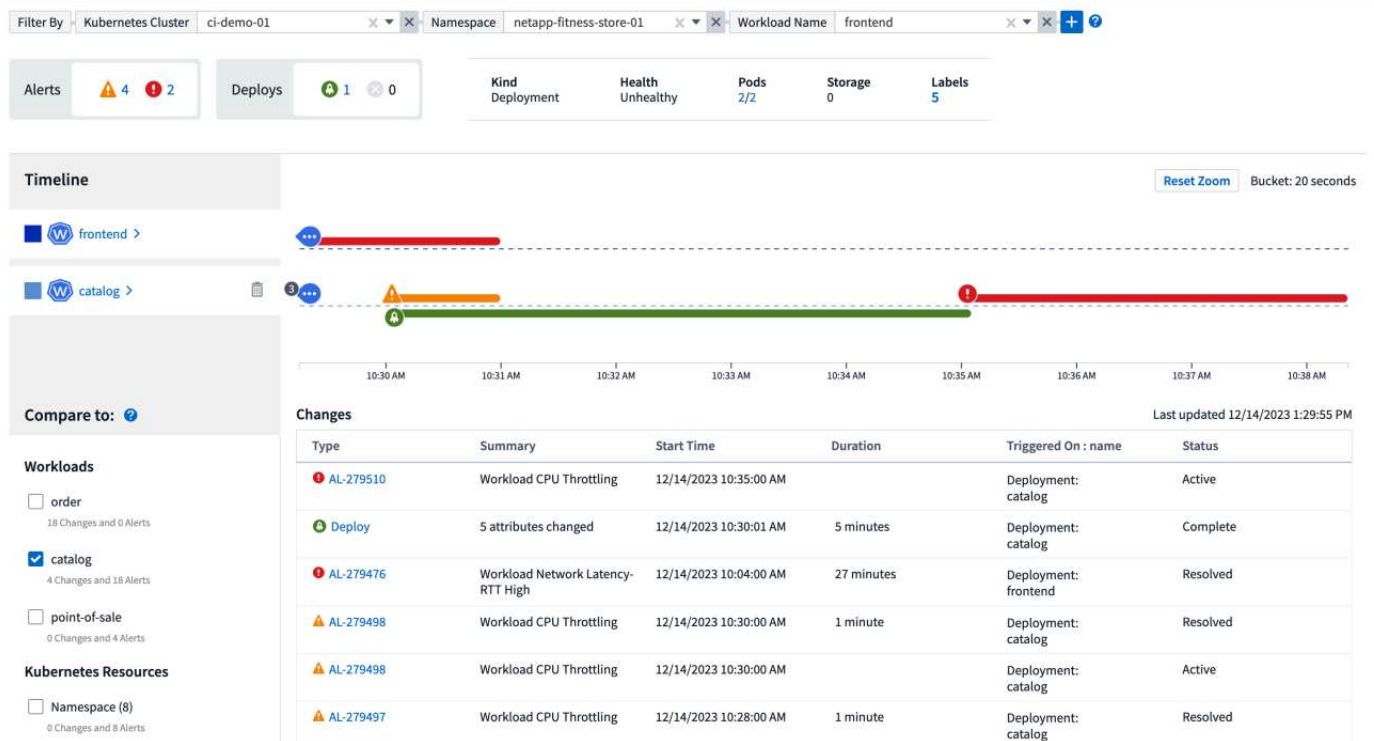 Filter By Kubernetes Cluster ci-demo-01 Namespace netapp-fitness-store-01 Workload Name frontend
Alerts 4 2 Deploys 1 0
Kind Health Pods Storage Labels
Deployment Unhealthy 2/2 0 5
Timeline
Reset Zoom Bucket: 20 seconds
W frontend >
W catalog > 3
10:30 AM 10:31 AM 10:32 AM 10:33 AM 10:34 AM 10:35 AM 10:36 AM 10:37 AM 10:38 AM
Compare to:
Workloads
order
18 Changes and 0 Alerts
catalog
4 Changes and 18 Alerts
point-of-sale
0 Changes and 4 Alerts
Kubernetes Resources
Namespace (8)
0 Changes and 8 Alerts
Changes Last updated 12/14/2023 1:29:55 PM
Type Summary Start Time Duration Triggered On : name Status
AL-279510 Workload CPU Throttling 12/14/2023 10:35:00 AM Deployment: Active
catalog
Deploy 5 attributes changed 12/14/2023 10:30:01 AM 5 minutes Deployment: Complete
catalog
AL-279476 Workload Network Latency- 12/14/2023 10:04:00 AM 27 minutes Deployment: Resolved
RTT High frontend
AL-279498 Workload CPU Throttling 12/14/2023 10:30:00 AM 1 minute Deployment: Resolved
catalog
AL-279498 Workload CPU Throttling 12/14/2023 10:30:00 AM Deployment: Active
catalog
AL-279497 Workload CPU Throttling 12/14/2023 10:28:00 AM 1 minute Deployment: Resolved
catalog